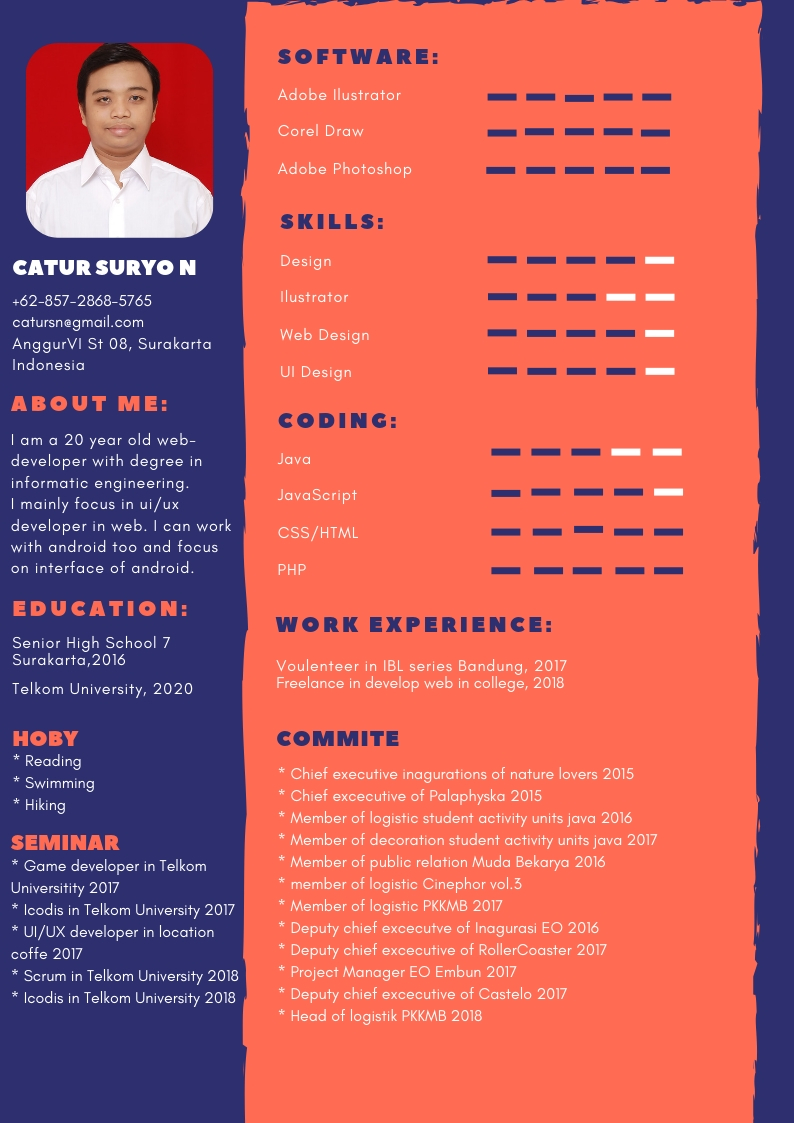 CATUR SURYO N
+62-857-2868-5765
catursn@gmail.com
AnggurVI St 08, Surakarta
Indonesia
ABOUT ME:
I am a 20 year old web-
developer with degree in
informatic engineering.
I mainly focus in ui/ux
developer in web. I can work
with android too and focus
on interface of android.
EDUCATION:
Senior High School 7
Surakarta,2016
Telkom University, 2020
HOBY
* Reading
* Swimming
* Hiking
SEMINAR
* Game developer in Telkom
Universitity 2017
* Icodis in Telkom University 2017
* UI/UX developer in location
coffe 2017
* Scrum in Telkom University 2018
* Icodis in Telkom University 2018
SOFTWARE:
Adobe Ilustrator
Corel Draw
Adobe Photoshop
SKILLS:
Design
Ilustrator
Web Design
UI Design
CODING:
Java
JavaScript
CSS/HTML
PHP
WORK EXPERIENCE:
Voulenteer in IBL series Bandung, 2017
Freelance in develop web in college, 2018
COMMITE
* Chief executive inagurations of nature lovers 2015
* Chief excecutive of Palaphyska 2015
* Member of logistic student activity units java 2016
* Member of decoration student activity units java 2017
* Member of public relation Muda Bekarya 2016
* member of logistic Cinephor vol.3
* Member of logistic PKKMB 2017
* Deputy chief excecutve of Inagurasi EO 2016
* Deputy chief excecutive of RollerCoaster 2017
* Project Manager EO Embun 2017
* Deputy chief excecutive of Castelo 2017
* Head of logistik PKKMB 2018